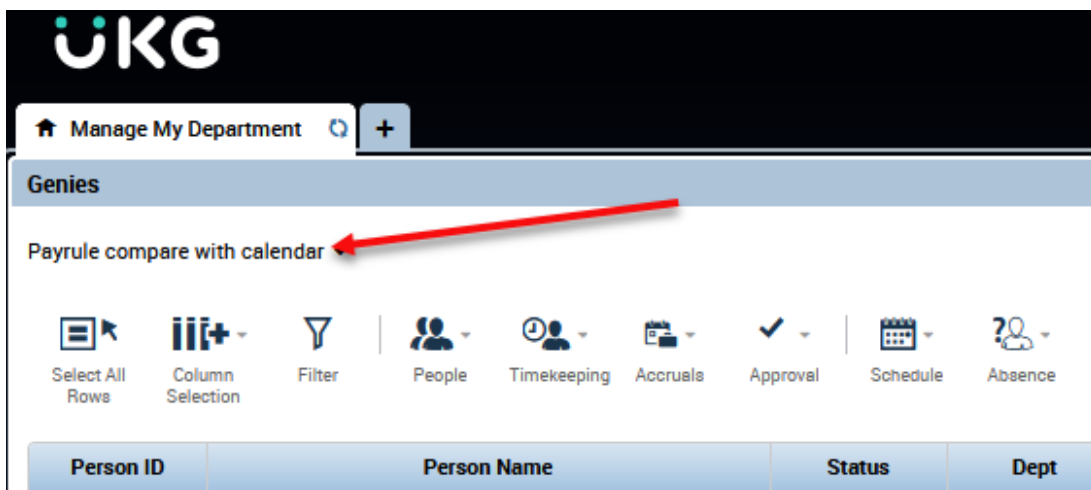 UKG
Manage My Department
Genies
Payrule compare with calendar
Select All Rows
Column Selection
Filter
People
Timekeeping
Accruals
Approval
Schedule
Absence
Person ID
Person Name
Status
Dept